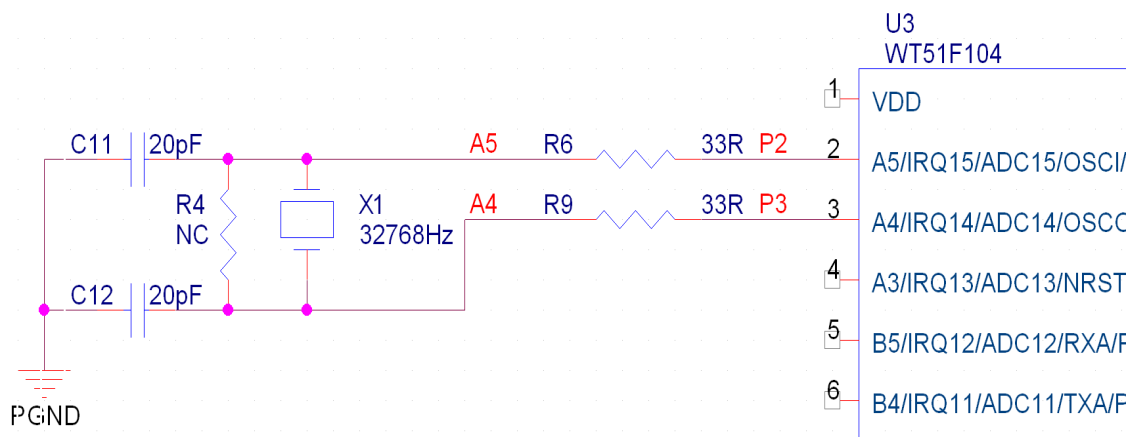 U3
WT51F104
1
VDD
C11 20pF
A5 R6 33R P2
2
A5/IRQ15/ADC15/OSCI/
R4
NC
X1
32768Hz
A4 R9 33R P3
3
A4/IRQ14/ADC14/OSCO
4
A3/IRQ13/ADC13/NRST
C12 20pF
5
B5/IRQ12/ADC12/RXA/P
6
B4/IRQ11/ADC11/TXA/P
PGND